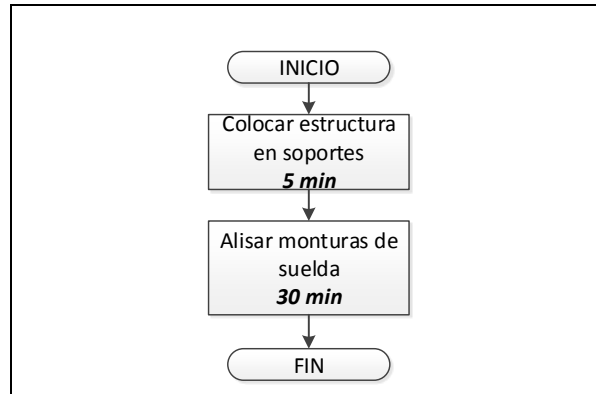 INICIO
Colocar estructura
en soportes
5 min
Alisar monturas de
suelda
30 min
FIN